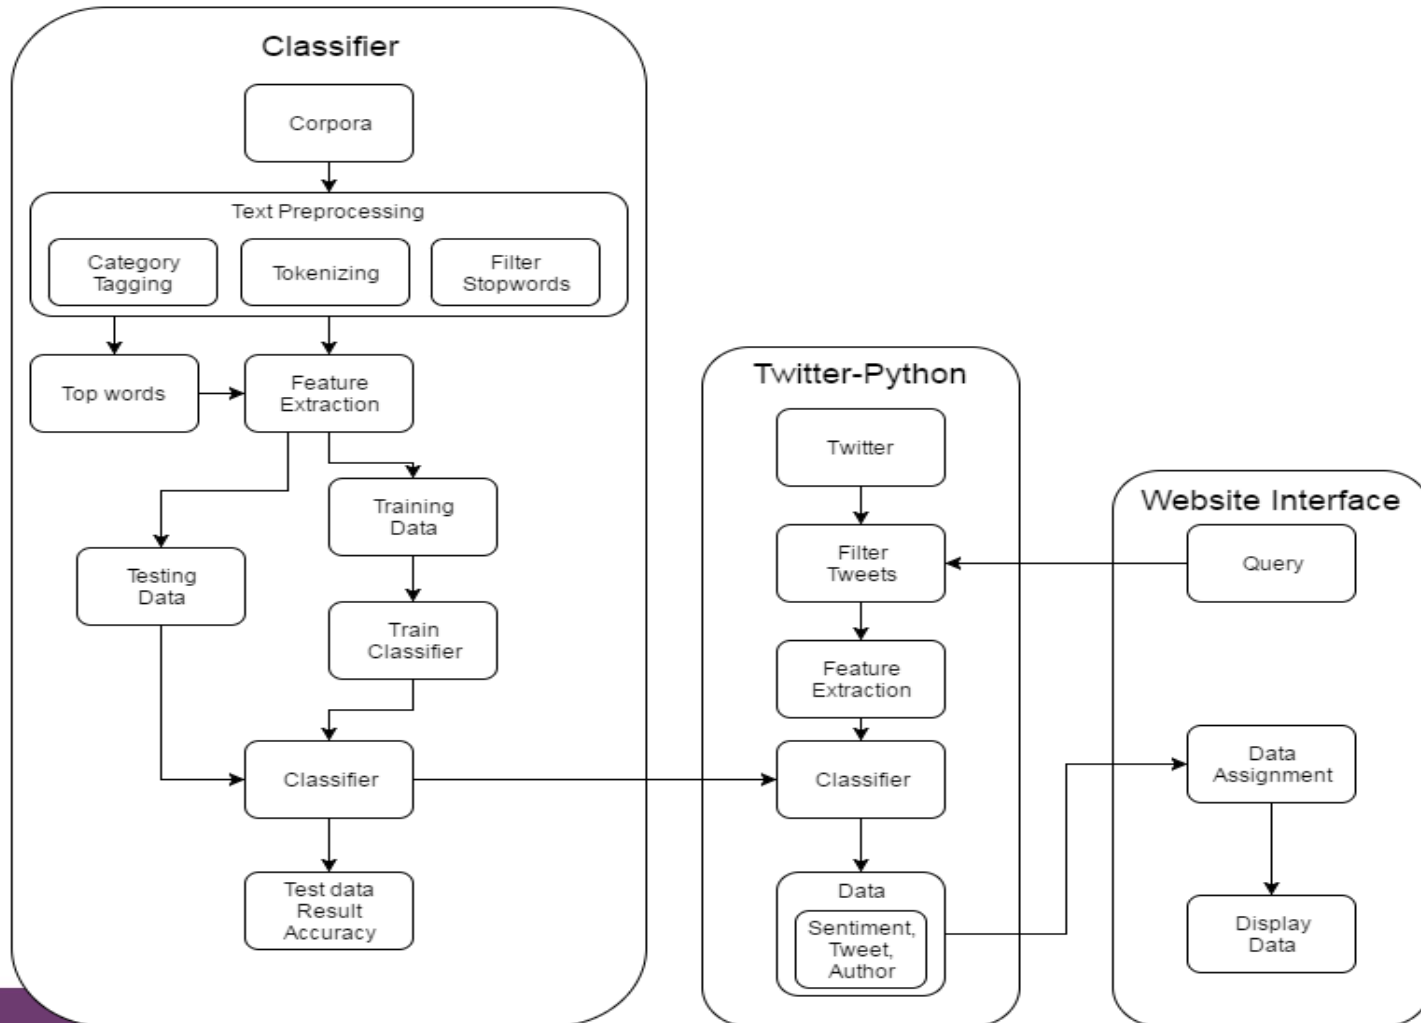 Classifier
Corpora
Text Preprocessing
Category
Tagging
Tokenizing
Filter
Stopwords
Top words
Feature
Extraction
Training
Data
Testing
Data
Train
Classifier
Classifier
Test data
Result
Accuracy
Twitter-Python
Twitter
Filter
Tweets
Feature
Extraction
Classifier
Data
Sentiment,
Tweet,
Author
Website Interface
Query
Data
Assignment
Display
Data